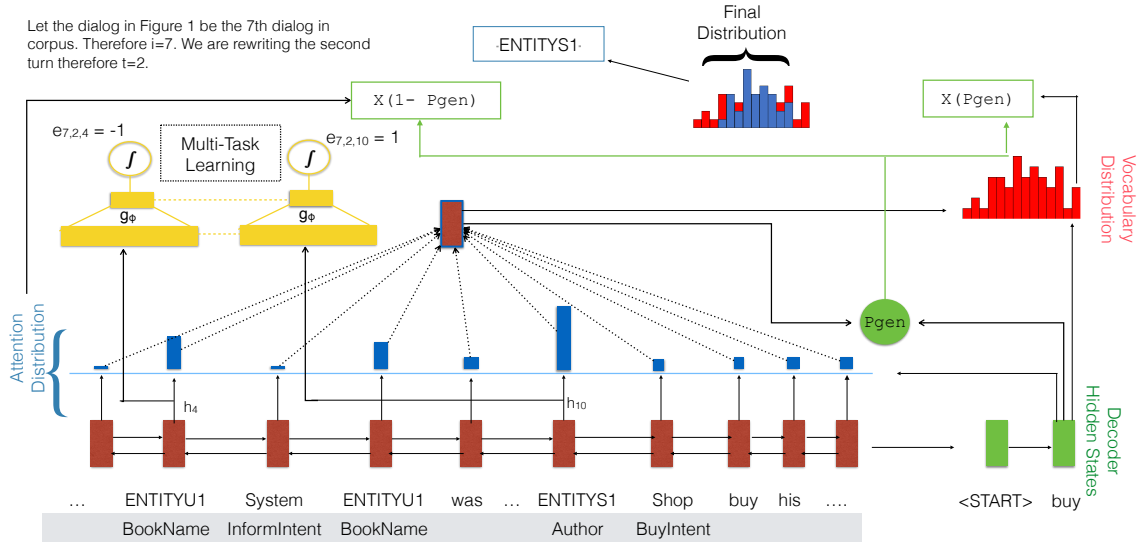 Let the dialog in Figure 1 be the 7th dialog in
corpus. Therefore i=7. We are rewriting the second
turn therefore t=2.
Final
Distribution
ENTITYS1
X(1- Pgen)
X(Pgen)
e7,2,4 = -1
Multi-Task
Learning
e7,2,10 = 1
∫
∫
gΦ
gΦ
Vocabulary
Distribution
Pgen
Attention
Distribution
h4
h10
Decoder
Hidden States
... ENTITYU1 System ENTITYU1 was ... ENTITYS1 Shop buy his .... <START> buy
BookName InformIntent BookName Author BuyIntent